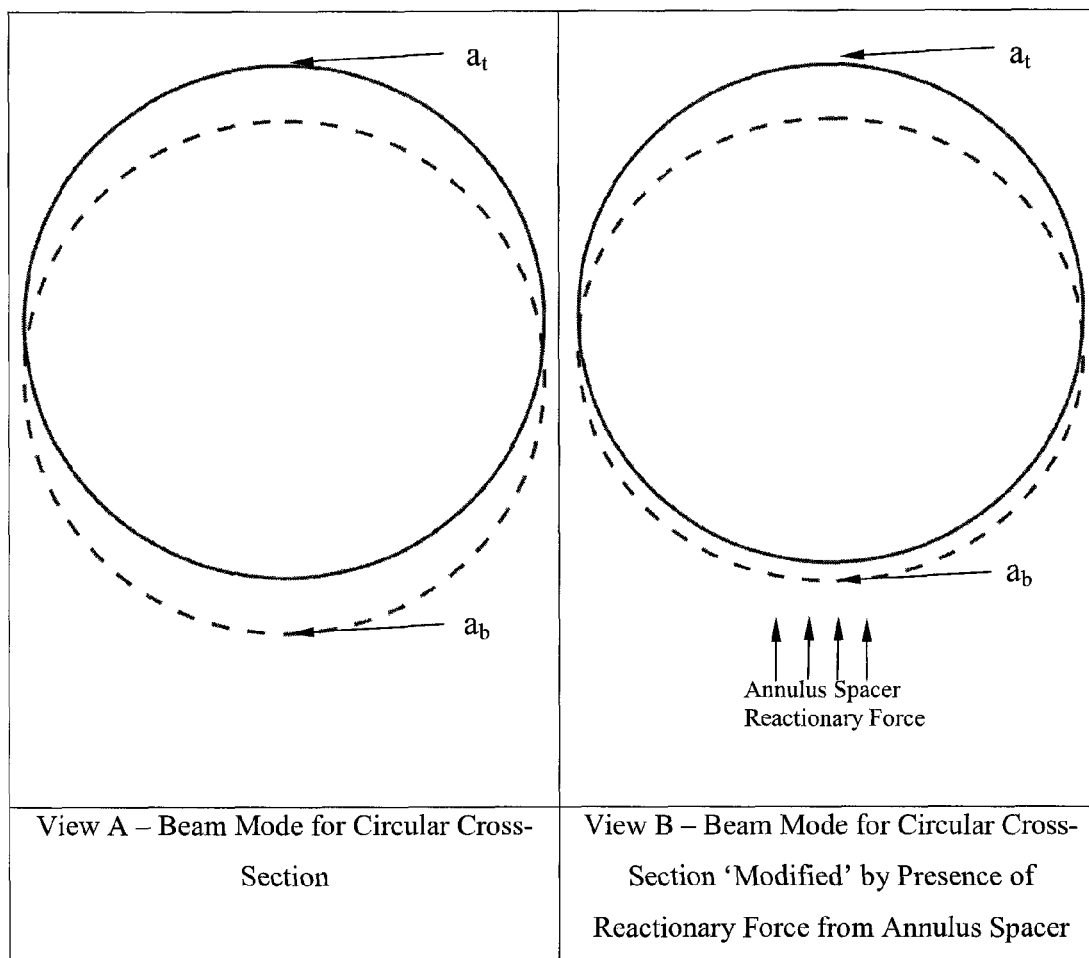 a_t
a_b
View A – Beam Mode for Circular Cross-
Section
a_t
a_b
Annulus Spacer
Reactionary Force
View B – Beam Mode for Circular Cross-
Section ‘Modified’ by Presence of
Reactionary Force from Annulus Spacer